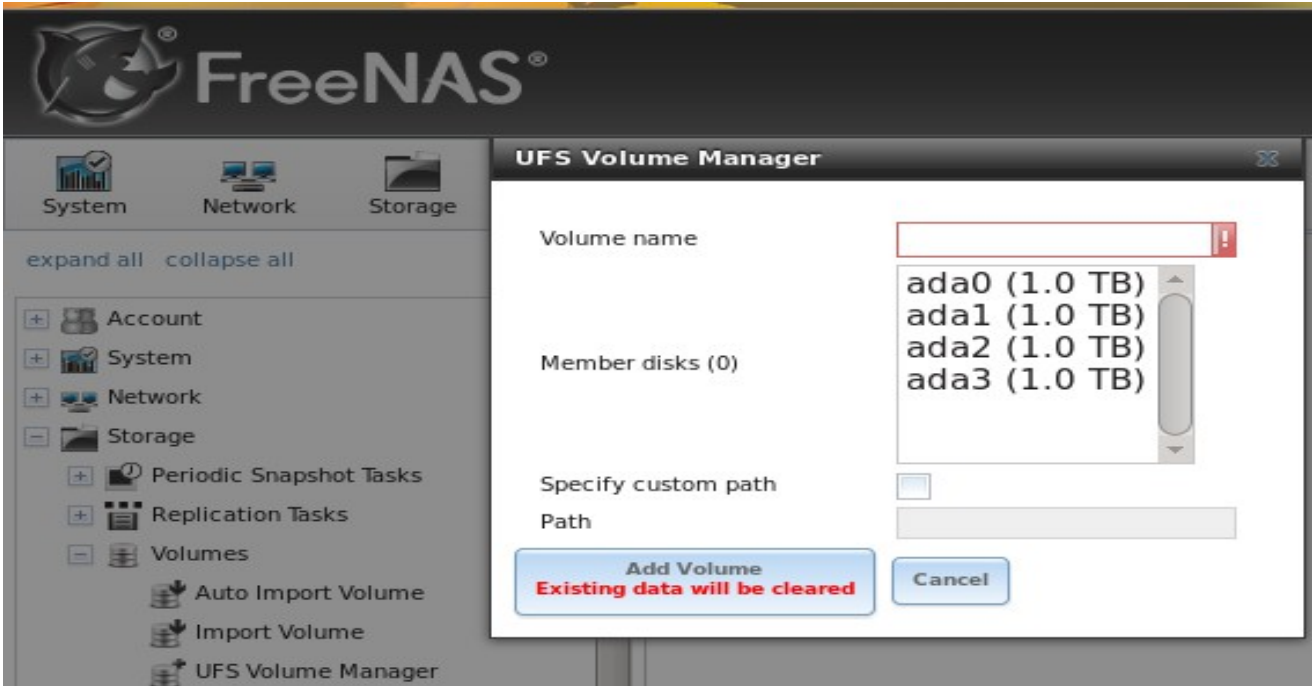 FreeNAS®
System Network Storage
expand all collapse all
Account
System
Network
Storage
Periodic Snapshot Tasks
Replication Tasks
Volumes
Auto Import Volume
Import Volume
UFS Volume Manager
UFS Volume Manager
Volume name
!
ada0 (1.0 TB)
ada1 (1.0 TB)
ada2 (1.0 TB)
ada3 (1.0 TB)
Member disks (0)
Specify custom path
Path
Add Volume
Existing data will be cleared
Cancel